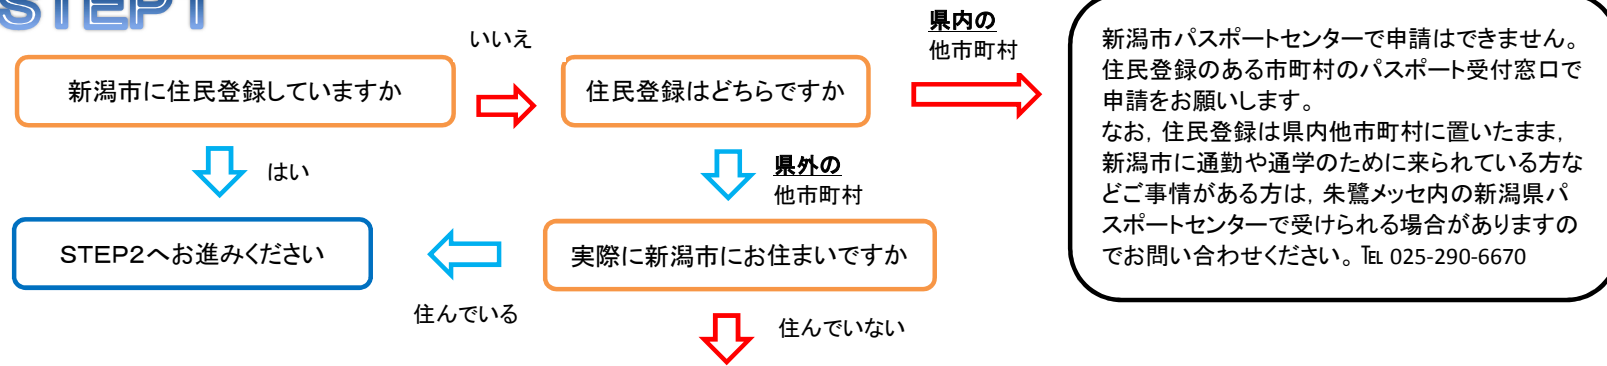 STEP1
いいえ
県内の
他市町村
新潟市に住民登録していますか
住民登録はどちらですか
新潟市パスポートセンターで申請はできません。
住民登録のある市町村のパスポート受付窓口で
申請をお願いします。
なお，住民登録は県内他市町村に置いたまま，
新潟市に通勤や通学のために来られている方な
どご事情がある方は，朱鷺メッセ内の新潟県パ
スポートセンターで受けられる場合がありますの
でお問い合わせください。℡ 025-290-6670
はい
県外の
他市町村
STEP2へお進みください
実際に新潟市にお住まいですか
住んでいる
住んでいない